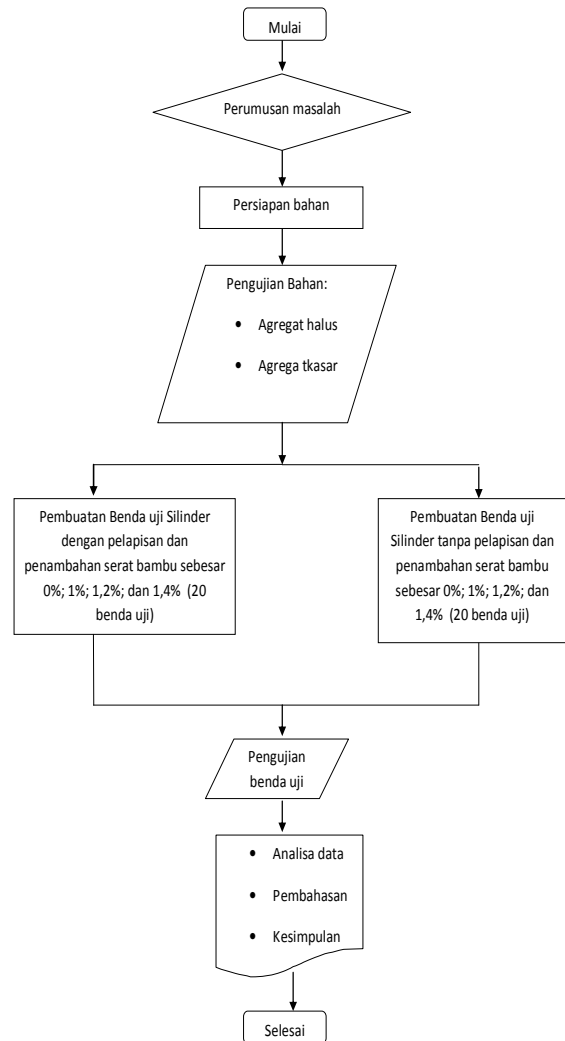 Mulai
Perumusan masalah
Persiapan bahan
Pengujian Bahan:
• Agregat halus
• Agrega tkasar
Pembuatan Benda uji Silinder
dengan pelapisan dan
penambahan serat bambu sebesar
0%; 1%; 1,2%; dan 1,4% (20
benda uji)
Pembuatan Benda uji
Silinder tanpa pelapisan dan
penambahan serat bambu
sebesar 0%; 1%; 1,2%; dan
1,4% (20 benda uji)
Pengujian
benda uji
• Analisa data
• Pembahasan
• Kesimpulan
Selesai